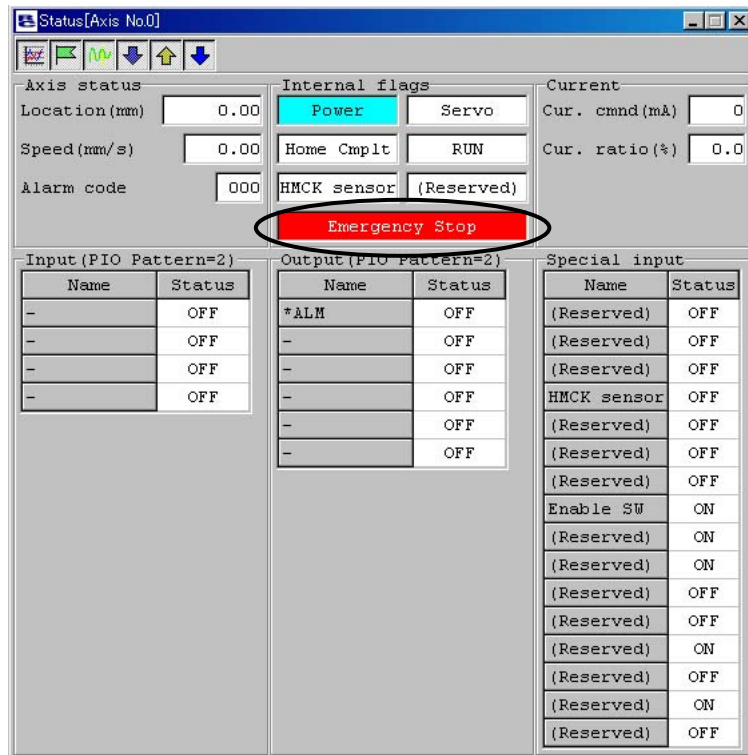 Status[Axis No.0]
Axis status
Location(mm) 0.00
Speed(mm/s) 0.00
Alarm code 000
Internal flags
Power Servo
Home Cmplt RUN
HMCK sensor (Reserved)
Emergency Stop
Current
Cur. cmnd(mA) 0
Cur. ratio(%) 0.0
Input(PIO Pattern=2)
Name Status
- OFF
- OFF
- OFF
- OFF
Output(PIO Pattern=2)
Name Status
*ALM OFF
- OFF
- OFF
- OFF
- OFF
- OFF
Special input
Name Status
(Reserved) OFF
(Reserved) OFF
(Reserved) OFF
HMCK sensor OFF
(Reserved) OFF
(Reserved) OFF
(Reserved) OFF
Enable SW ON
(Reserved) ON
(Reserved) ON
(Reserved) OFF
(Reserved) OFF
(Reserved) ON
(Reserved) OFF
(Reserved) ON
(Reserved) OFF